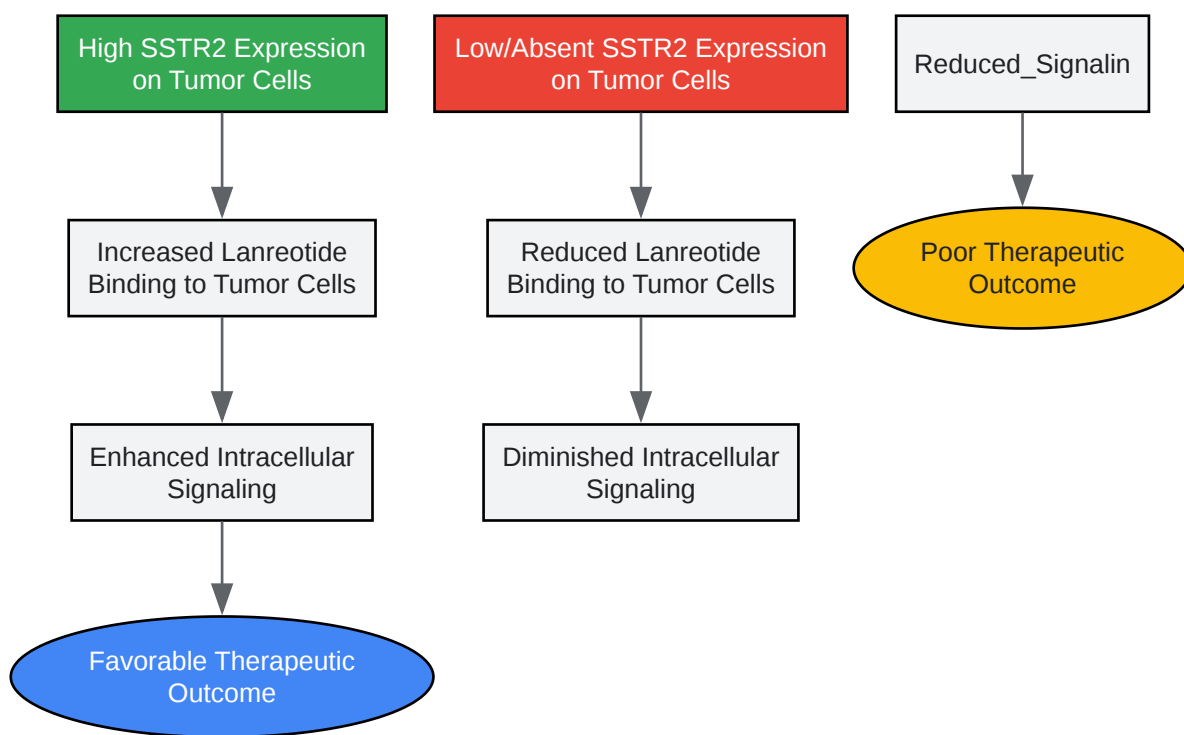 High SSTR2 Expression
on Tumor Cells
Low/Absent SSTR2 Expression
on Tumor Cells
Reduced_Signalin
Increased Lanreotide
Binding to Tumor Cells
Reduced Lanreotide
Binding to Tumor Cells
Poor Therapeutic
Outcome
Enhanced Intracellular
Signaling
Diminished Intracellular
Signaling
Favorable Therapeutic
Outcome